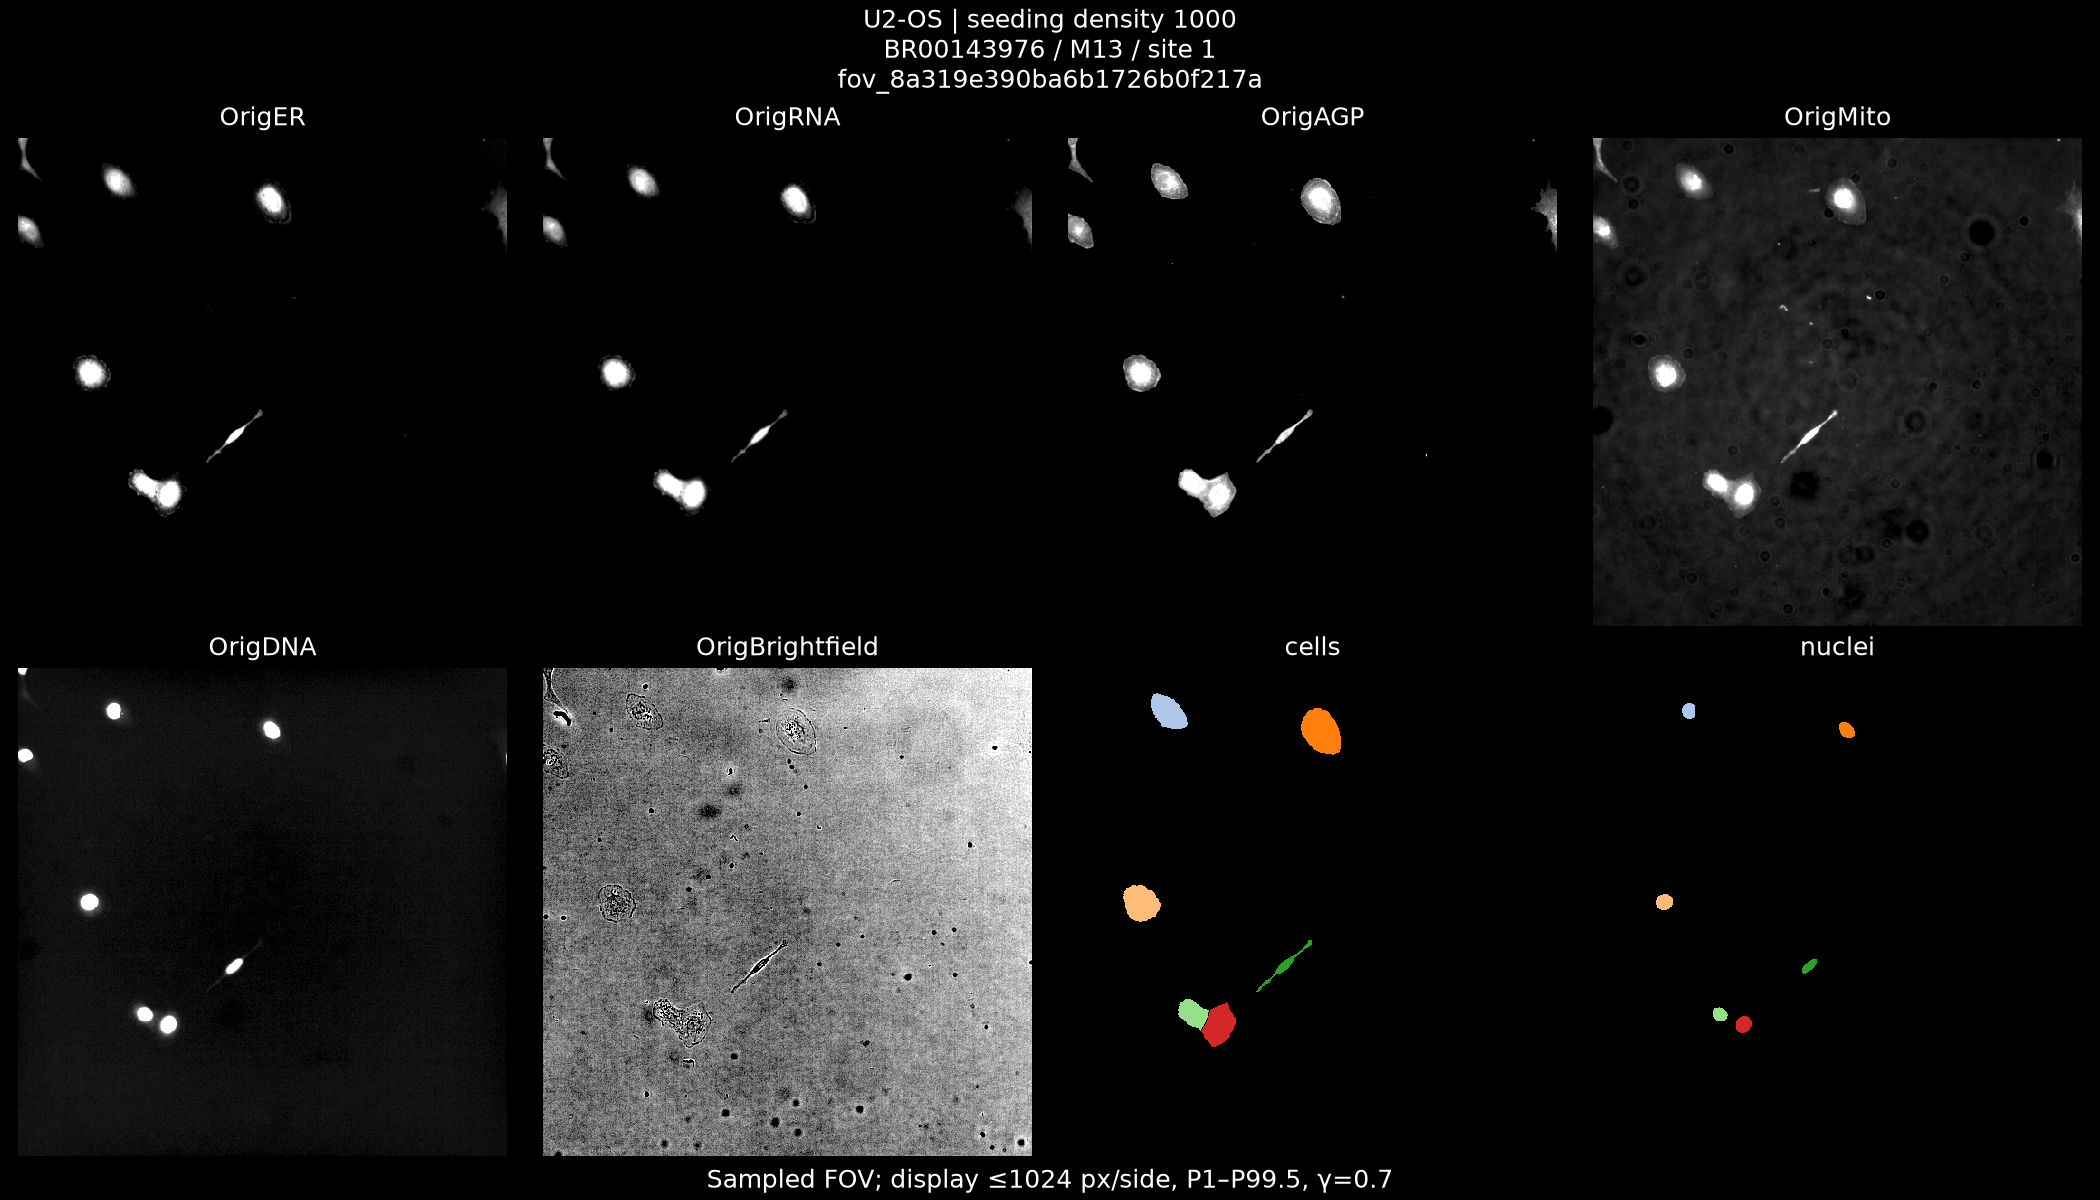 U2-OS | seeding density 1000
BR00143976 / M13 / site 1
fov_8a319e390ba6b1726b0f217a
OrigER
OrigRNA
OrigAGP
OrigMito
OrigDNA
OrigBrightfield
cells
nuclei
Sampled FOV; display ≤1024 px/side, P1–P99.5, γ=0.7